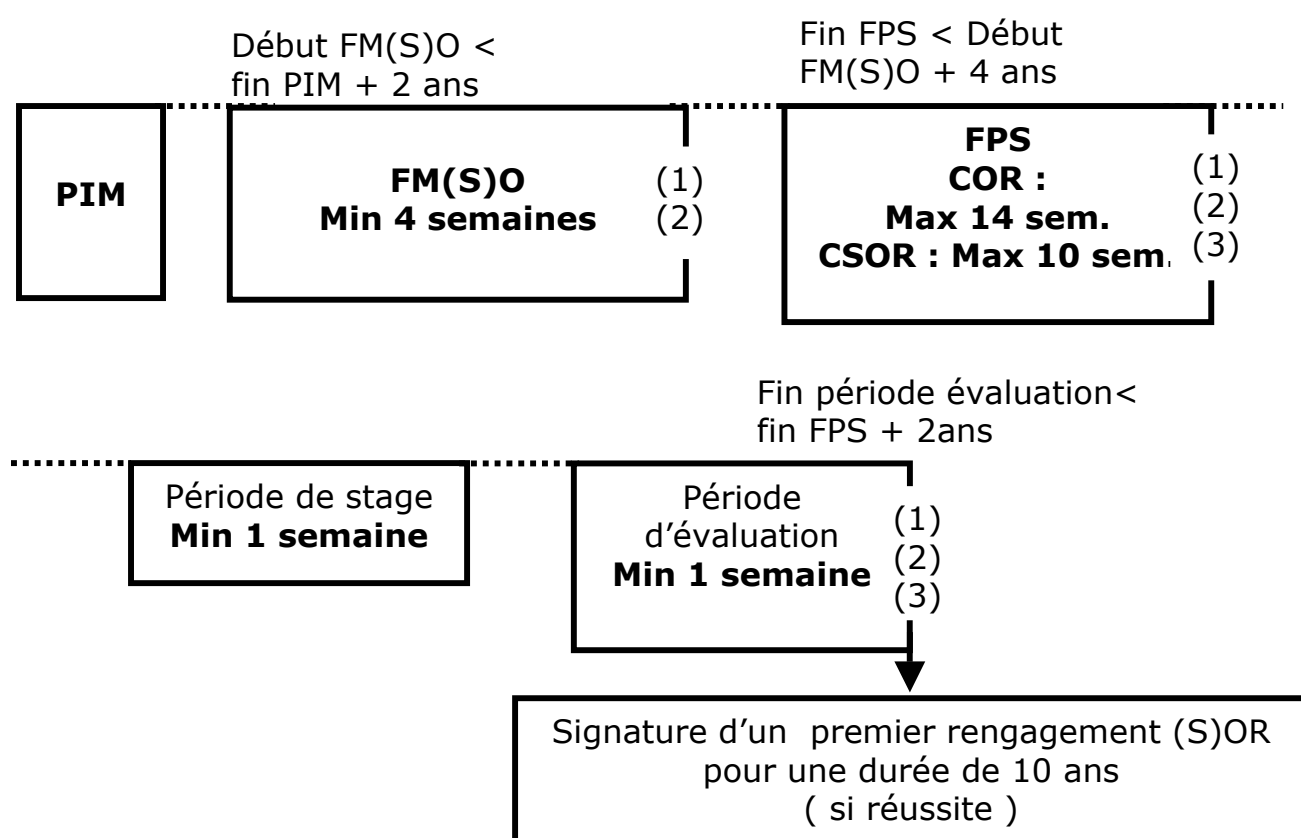 Début FM(S)O <
fin PIM + 2 ans
Fin FPS < Début
FM(S)O + 4 ans
PIM
FM(S)O
Min 4 semaines
(1)
(2)
FPS
COR :
Max 14 sem.
CSOR : Max 10 sem.
(1)
(2)
(3)
Fin période évaluation<
fin FPS + 2ans
Période de stage
Min 1 semaine
Période
d’évaluation
Min 1 semaine
(1)
(2)
(3)
Signature d’un premier rengagement (S)OR
pour une durée de 10 ans
( si réussite )